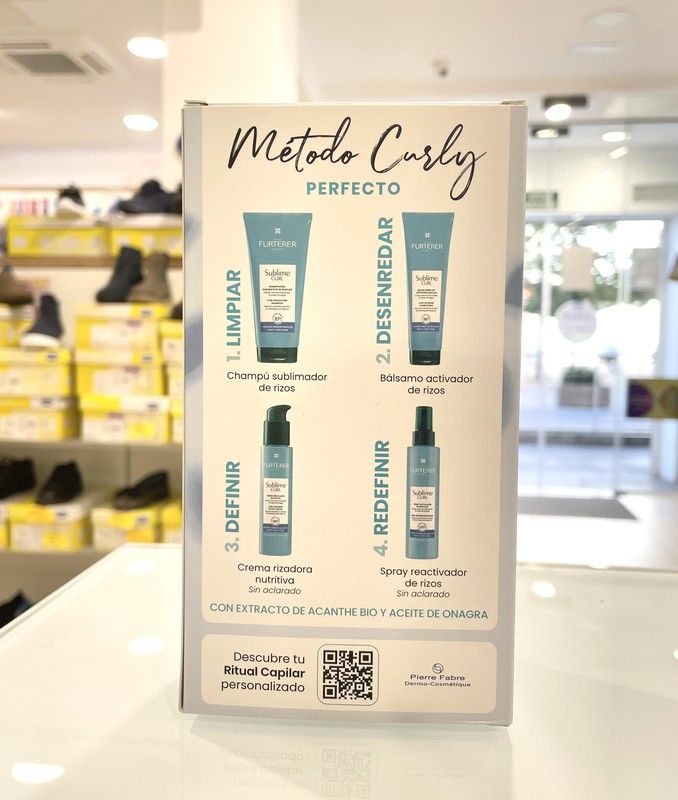 Método Curly
PERFECTO
1. LIMPIAR
FURTERER
Sublime
CURL
Champú sublimador
de rizos
2. DESENREDAR
FURTERER
Sublime
CURL
Bálsamo activador
de rizos
3. DEFINIR
FURTERER
Sublime
CURL
Crema rizadora
nutritiva
Sin aclarado
4. REDEFINIR
FURTERER
Sublime
CURL
Spray reactivador
de rizos
Sin aclarado
CON EXTRACTO DE ACANTHE BIO Y ACEITE DE ONAGRA
Descubre tu
Ritual Capilar
personalizado
Pierre Fabre
Dermo-Cosmétique